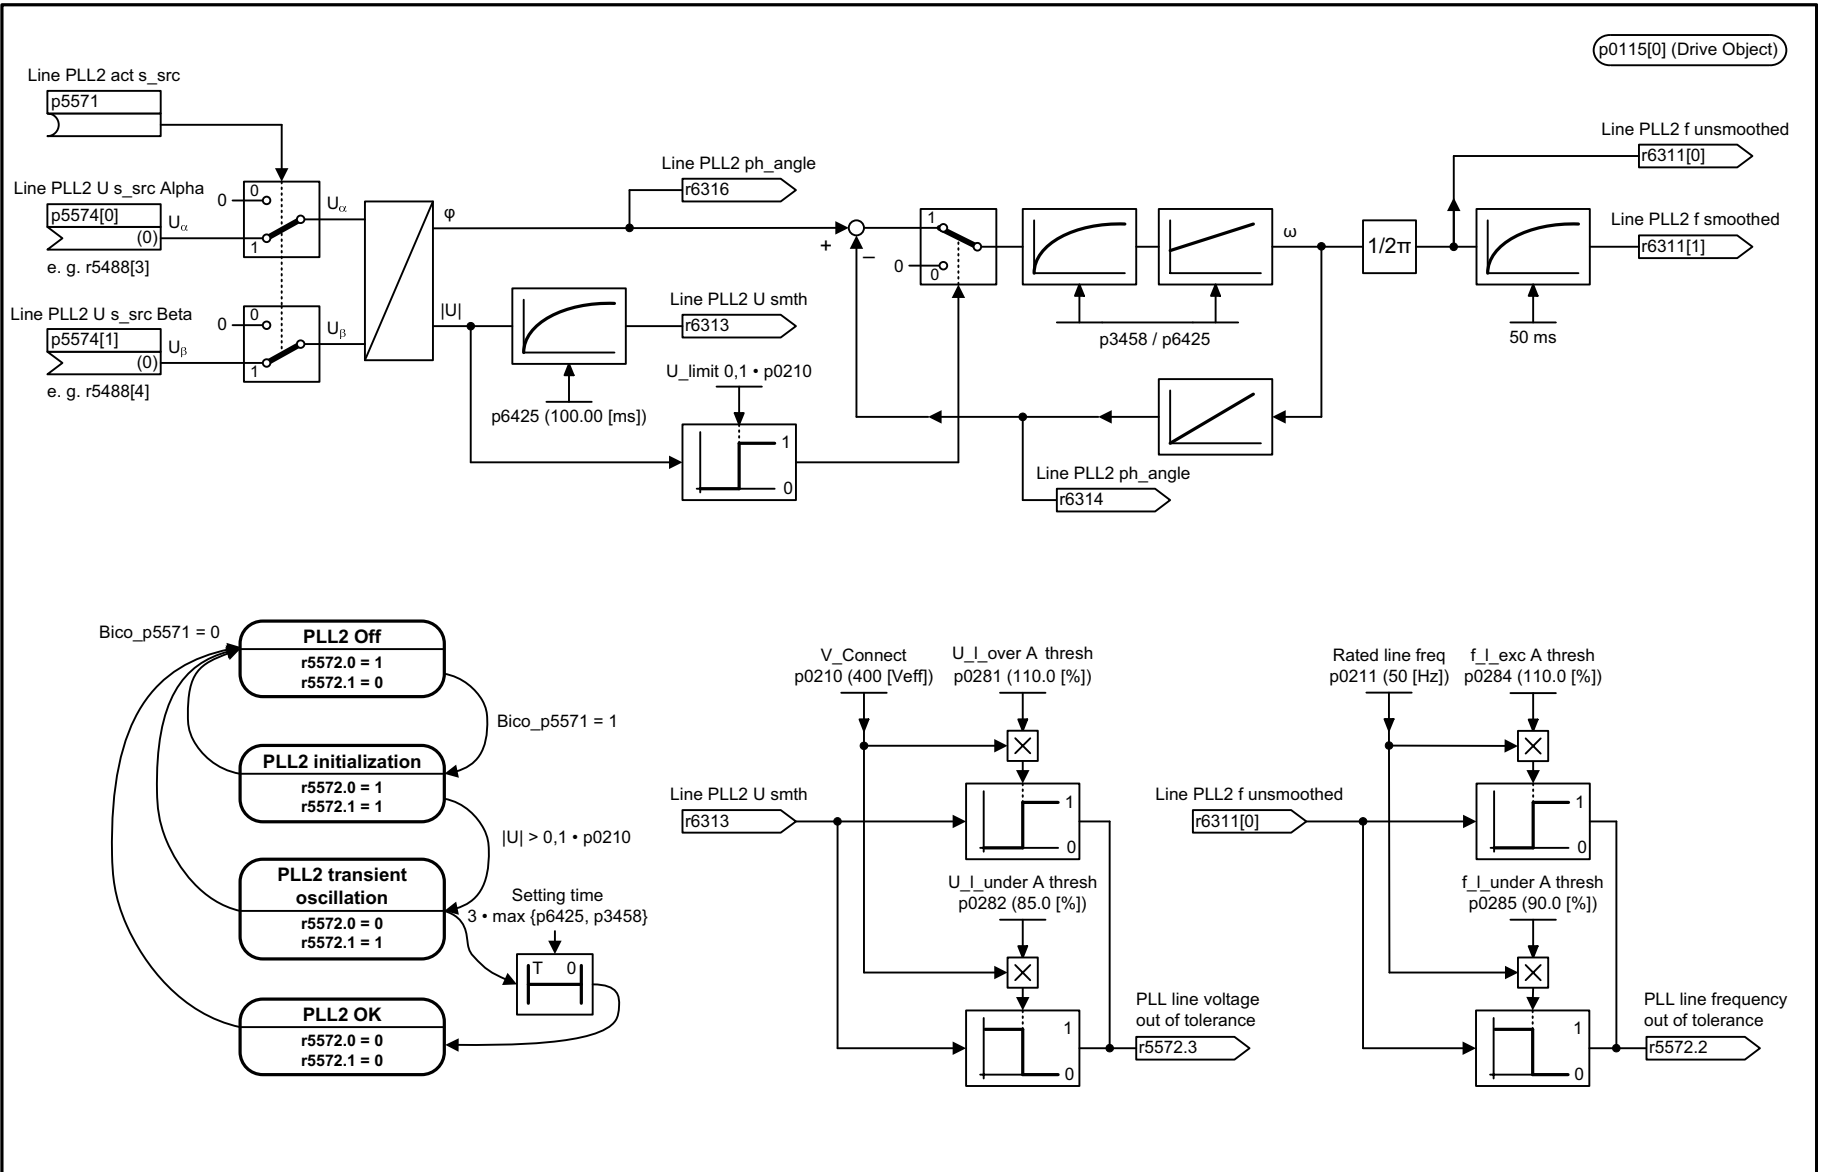 p0115[0] (Drive Object)
Line PLL2 act s_src
p5571
Line PLL2 U s_src Alpha
p5574[0]
(0)
Uα
e. g. r5488[3]
0
0
1
Uα
Line PLL2 U s_src Beta
p5574[1]
(0)
Uβ
e. g. r5488[4]
0
0
1
Uβ
φ
|U|
Line PLL2 ph_angle
r6316
Line PLL2 U smth
r6313
p6425 (100.00 [ms])
U_limit 0,1 • p0210
1
0
+
–
1
0
0
p3458 / p6425
ω
1/2π
Line PLL2 f unsmoothed
r6311[0]
Line PLL2 f smoothed
r6311[1]
50 ms
Line PLL2 ph_angle
r6314
Bico_p5571 = 0
PLL2 Off
r5572.0 = 1
r5572.1 = 0
Bico_p5571 = 1
PLL2 initialization
r5572.0 = 1
r5572.1 = 1
|U| > 0,1 • p0210
PLL2 transient
oscillation
r5572.0 = 0
r5572.1 = 1
Setting time
3 • max {p6425, p3458}
T 0
PLL2 OK
r5572.0 = 0
r5572.1 = 0
V_Connect
p0210 (400 [Veff])
U_l_over A thresh
p0281 (110.0 [%])
Line PLL2 U smth
r6313
1
0
U_l_under A thresh
p0282 (85.0 [%])
1
0
PLL line voltage
out of tolerance
r5572.3
Rated line freq
p0211 (50 [Hz])
f_l_exc A thresh
p0284 (110.0 [%])
Line PLL2 f unsmoothed
r6311[0]
1
0
f_l_under A thresh
p0285 (90.0 [%])
1
0
PLL line frequency
out of tolerance
r5572.2